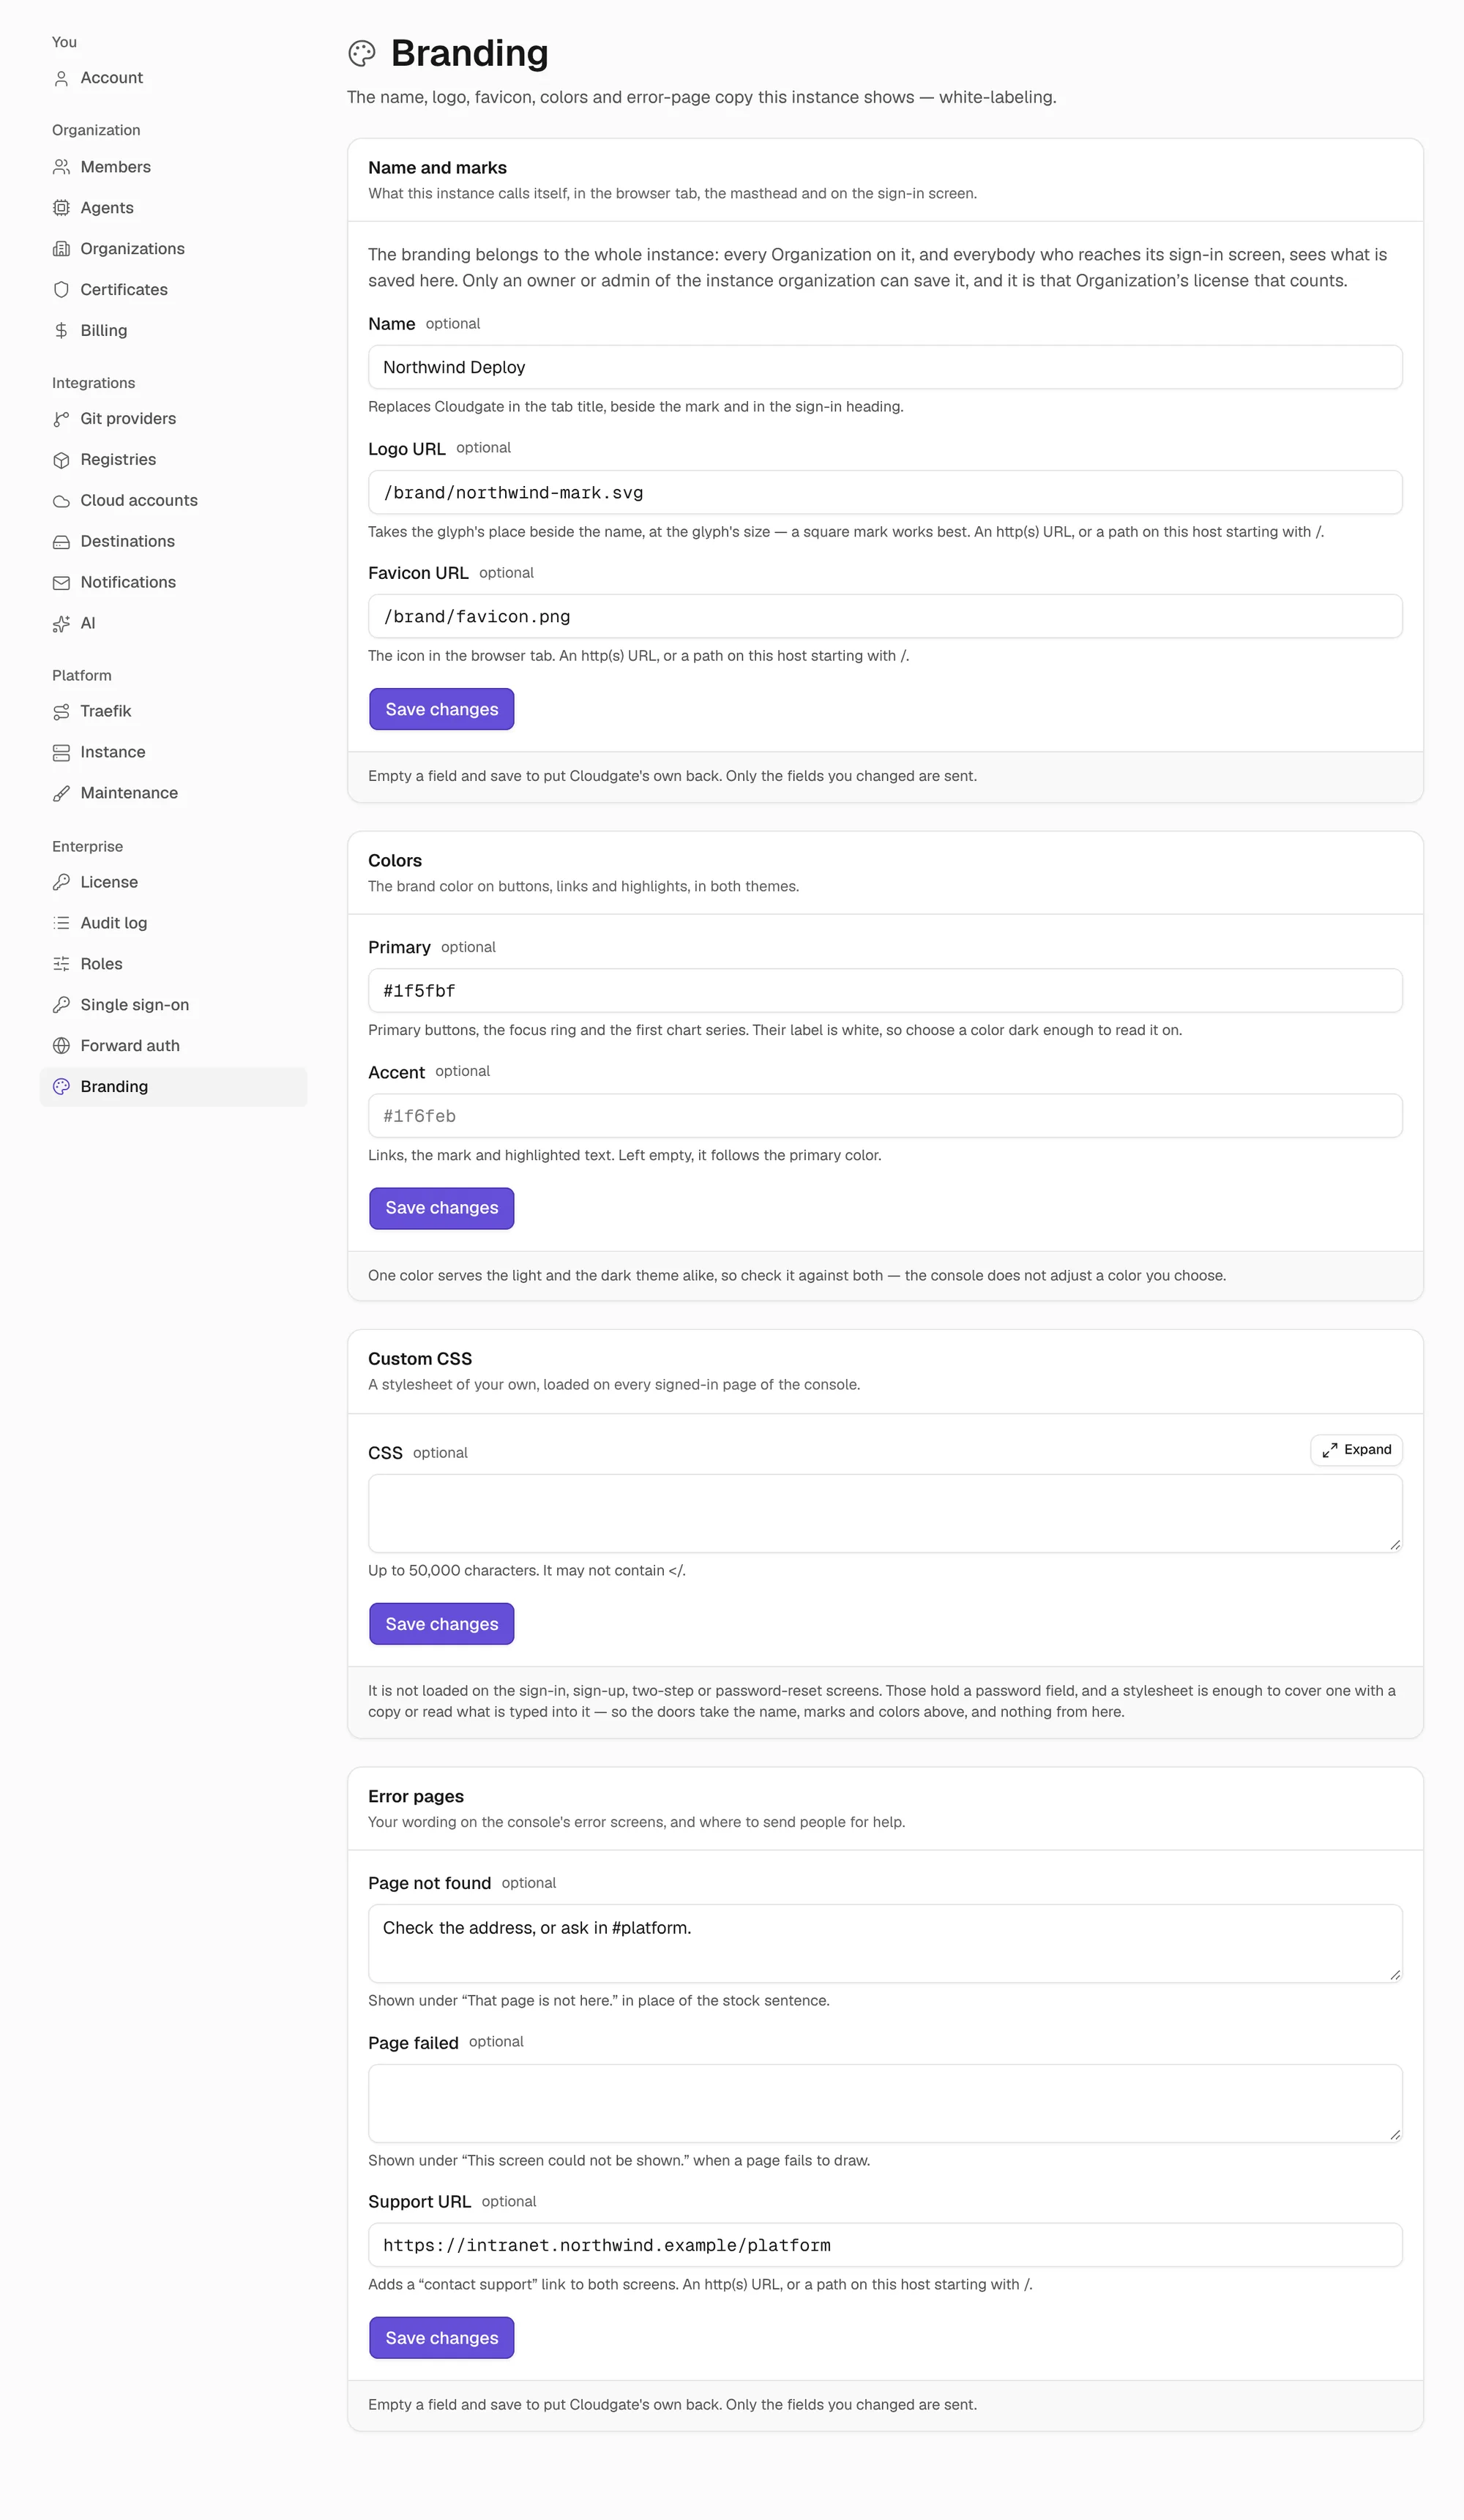 You
Account
Organization
Members
Agents
Organizations
Certificates
Billing
Integrations
Git providers
Registries
Cloud accounts
Destinations
Notifications
AI
Platform
Traefik
Instance
Maintenance
Enterprise
License
Audit log
Roles
Single sign-on
Forward auth
Branding
Branding
The name, logo, favicon, colors and error-page copy this instance shows — white-labeling.
Name and marks
What this instance calls itself, in the browser tab, the masthead and on the sign-in screen.
The branding belongs to the whole instance: every Organization on it, and everybody who reaches its sign-in screen, sees what is
saved here. Only an owner or admin of the instance organization can save it, and it is that Organization’s license that counts.
Name optional
Northwind Deploy
Replaces Cloudgate in the tab title, beside the mark and in the sign-in heading.
Logo URL optional
/brand/northwind-mark.svg
Takes the glyph's place beside the name, at the glyph's size — a square mark works best. An http(s) URL, or a path on this host starting with /.
Favicon URL optional
/brand/favicon.png
The icon in the browser tab. An http(s) URL, or a path on this host starting with /.
Save changes
Empty a field and save to put Cloudgate's own back. Only the fields you changed are sent.
Colors
The brand color on buttons, links and highlights, in both themes.
Primary optional
#1f5fbf
Primary buttons, the focus ring and the first chart series. Their label is white, so choose a color dark enough to read it on.
Accent optional
#1f6feb
Links, the mark and highlighted text. Left empty, it follows the primary color.
Save changes
One color serves the light and the dark theme alike, so check it against both — the console does not adjust a color you choose.
Custom CSS
A stylesheet of your own, loaded on every signed-in page of the console.
CSS optional
Expand
Up to 50,000 characters. It may not contain </.
Save changes
It is not loaded on the sign-in, sign-up, two-step or password-reset screens. Those hold a password field, and a stylesheet is enough to cover one with a
copy or read what is typed into it — so the doors take the name, marks and colors above, and nothing from here.
Error pages
Your wording on the console's error screens, and where to send people for help.
Page not found optional
Check the address, or ask in #platform.
Shown under “That page is not here.” in place of the stock sentence.
Page failed optional
Shown under “This screen could not be shown.” when a page fails to draw.
Support URL optional
https://intranet.northwind.example/platform
Adds a “contact support” link to both screens. An http(s) URL, or a path on this host starting with /.
Save changes
Empty a field and save to put Cloudgate's own back. Only the fields you changed are sent.